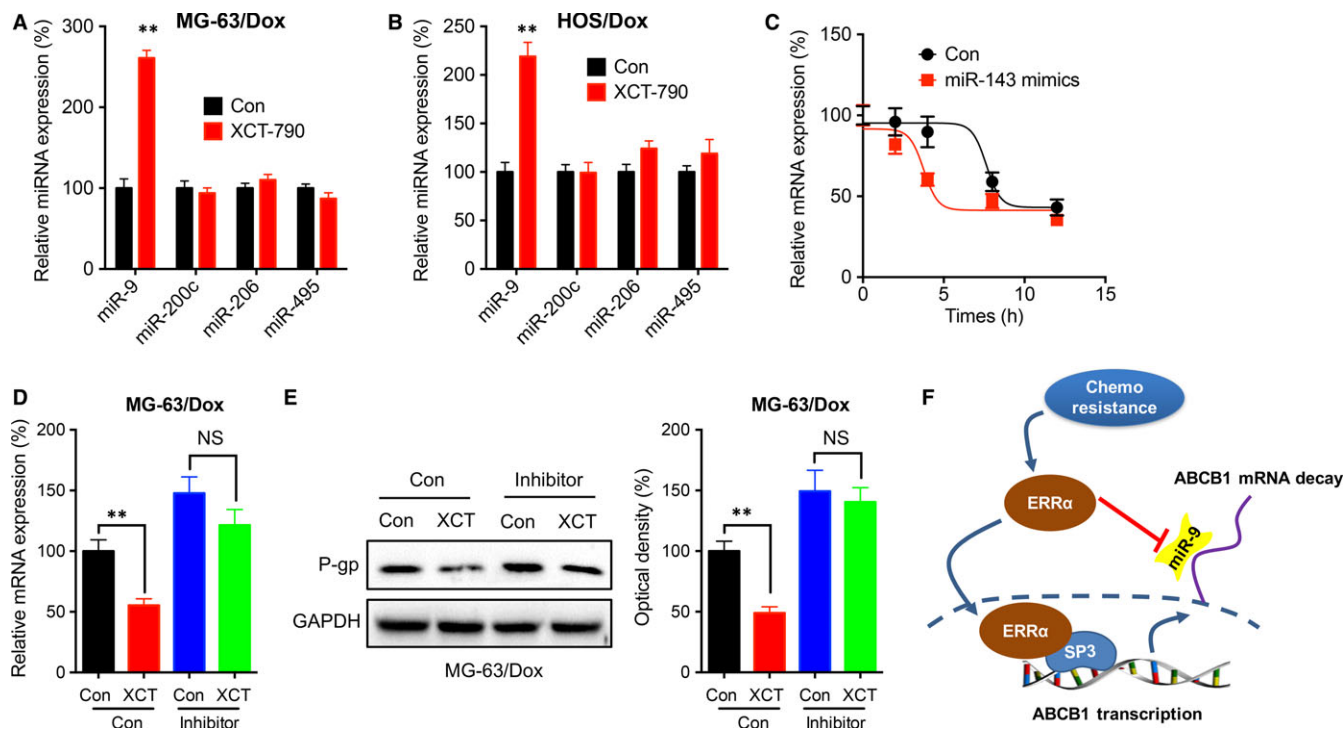 A
MG-63/Dox
Relative miRNA expression (%)
300
200
100
0
**
Con
XCT-790
miR-9
miR-200c
miR-206
miR-495
B
HOS/Dox
Relative miRNA expression (%)
250
200
150
100
50
0
**
Con
XCT-790
miR-9
miR-200c
miR-206
miR-495
C
Relative mRNA expression (%)
150
100
50
0
Con
miR-143 mimics
0
5
10
15
Times (h)
D
MG-63/Dox
Relative mRNA expression (%)
200
150
100
50
0
**
NS
Con
XCT
Con
XCT
Con
Inhibitor
E
Con
Inhibitor
Con
XCT
Con
XCT
P-gp
GAPDH
MG-63/Dox
MG-63/Dox
Optical density (%)
200
150
100
50
0
**
NS
Con
XCT
Con
XCT
Con
Inhibitor
F
Chemo
resistance
ERRα
ABCB1 mRNA decay
miR-9
ERRα
SP3
ABCB1 transcription